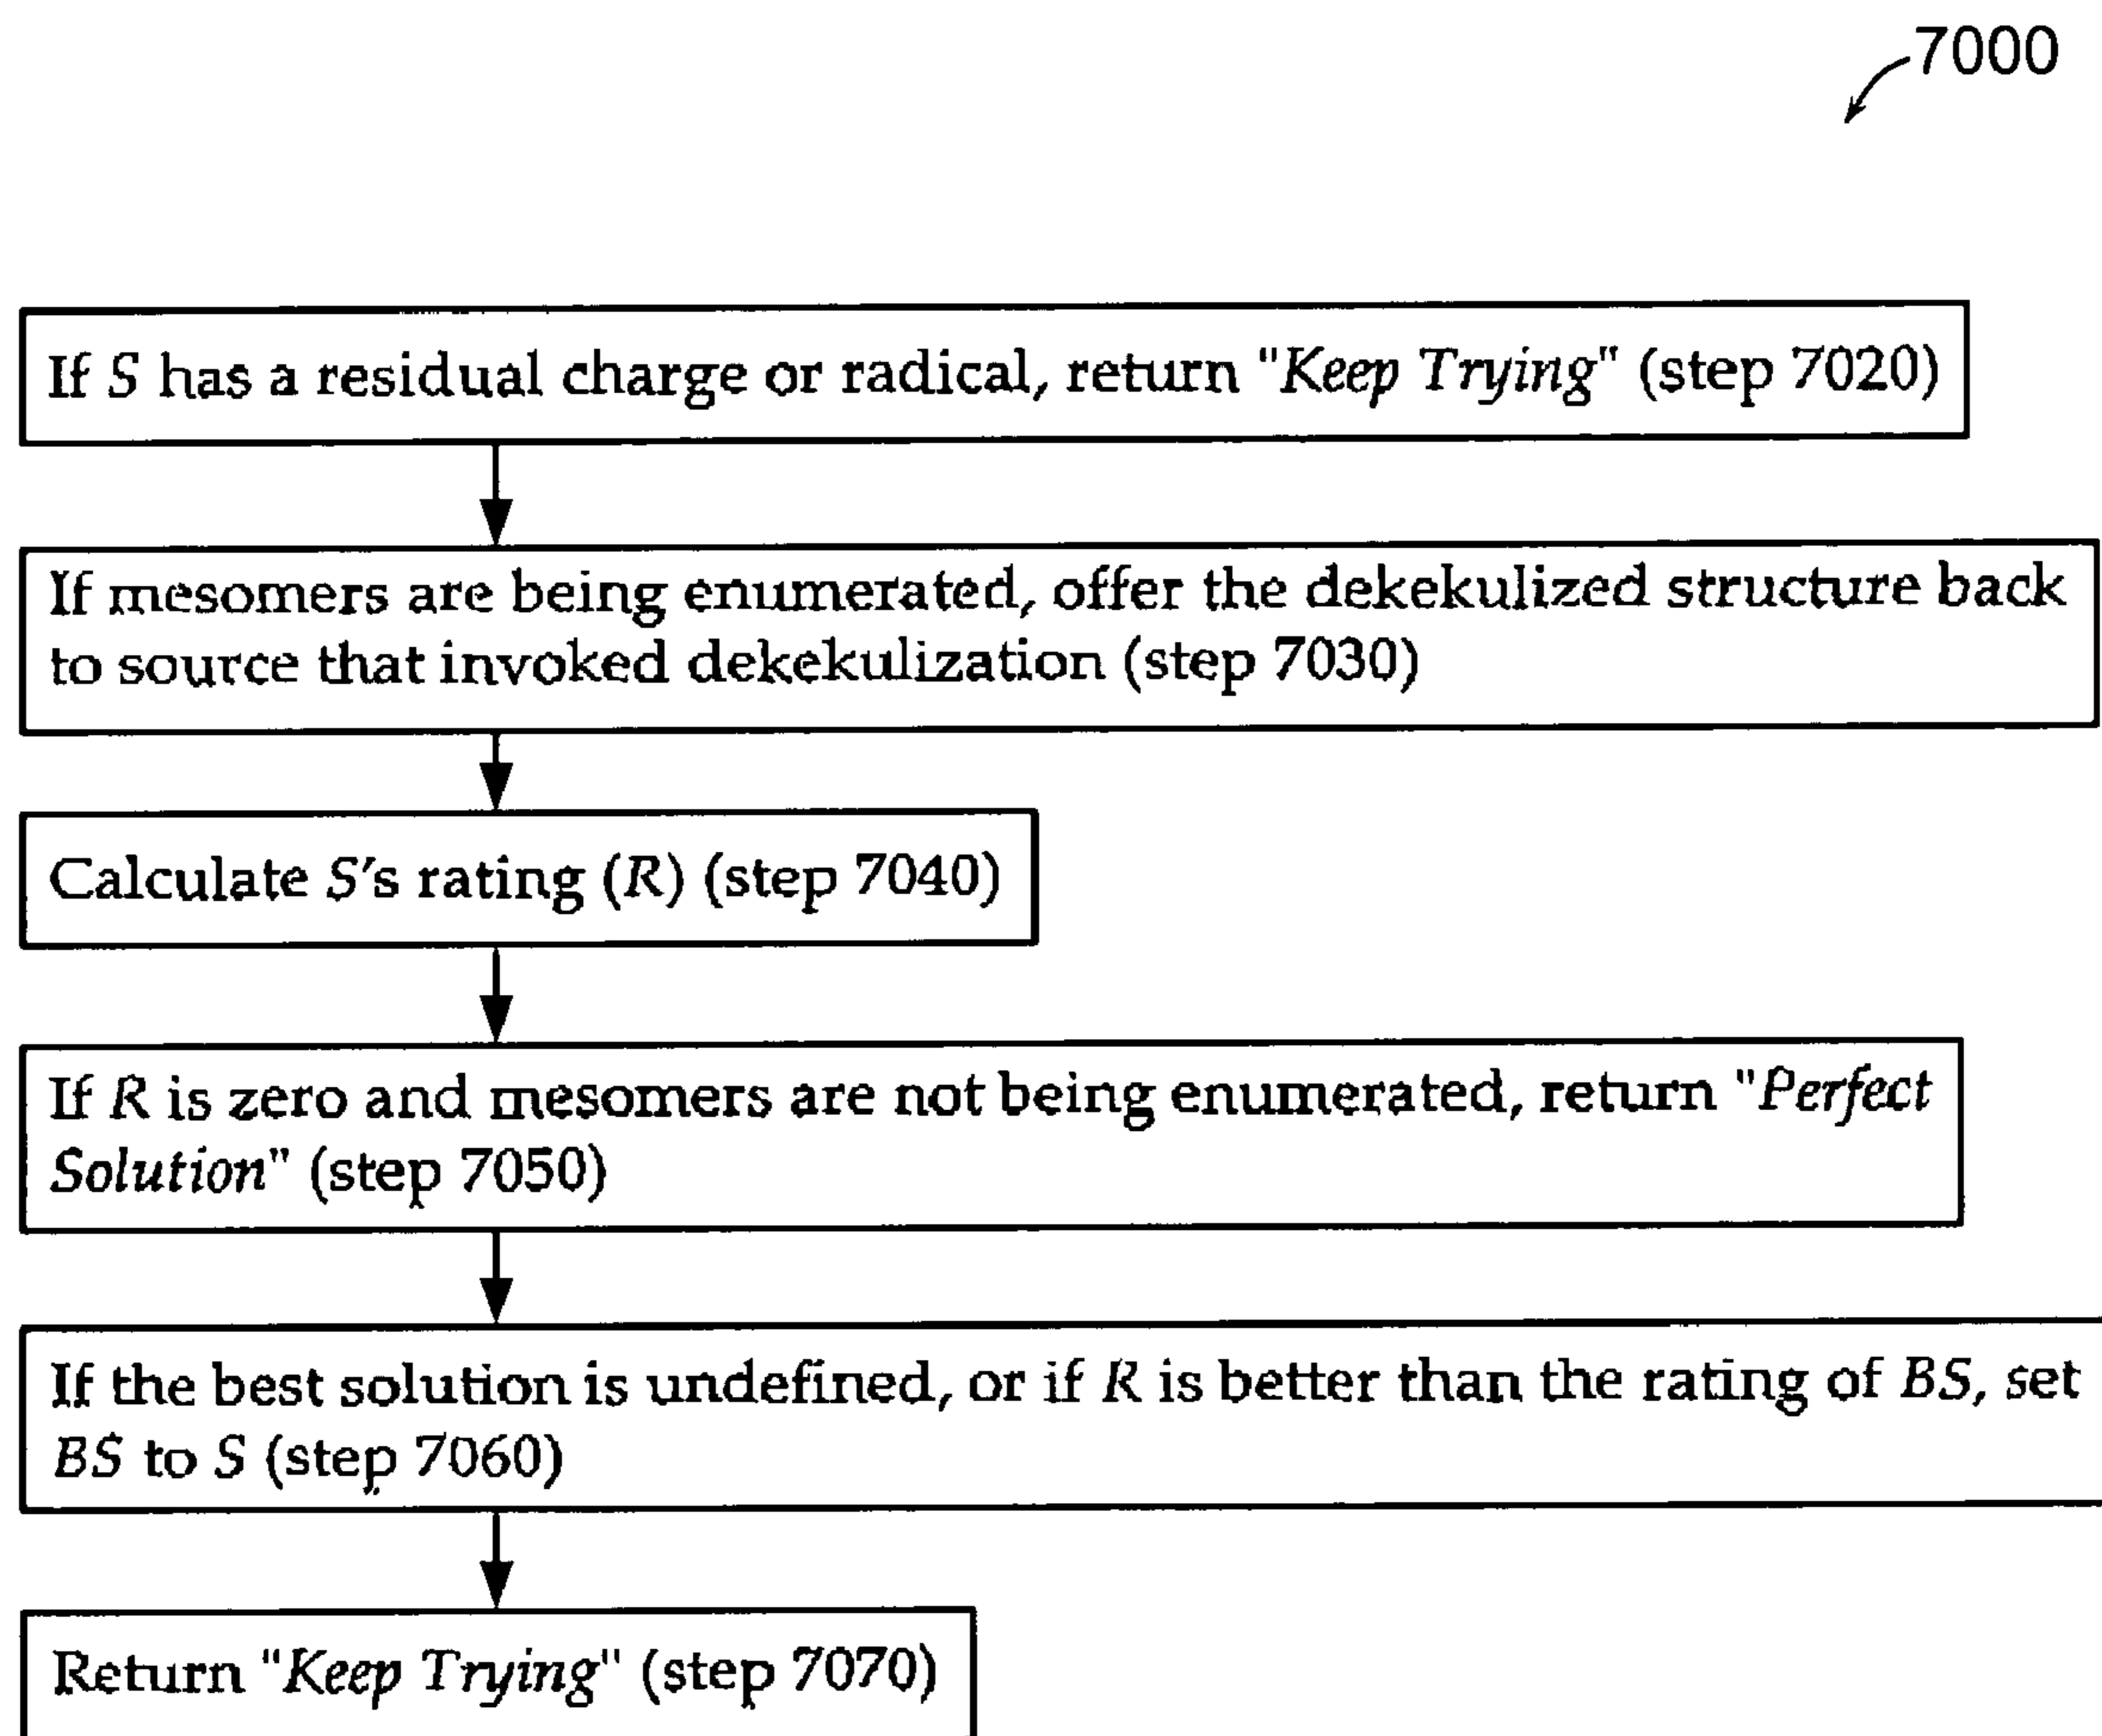 7000
If S has a residual charge or radical, return "Keep Trying" (step 7020)
If mesomers are being enumerated, offer the dekekulized structure back
to source that invoked dekekulization (step 7030)
Calculate S's rating (R) (step 7040)
If R is zero and mesomers are not being enumerated, return "Perfect
Solution" (step 7050)
If the best solution is undefined, or if R is better than the rating of BS, set
BS to S (step 7060)
Return "Keep Trying" (step 7070)